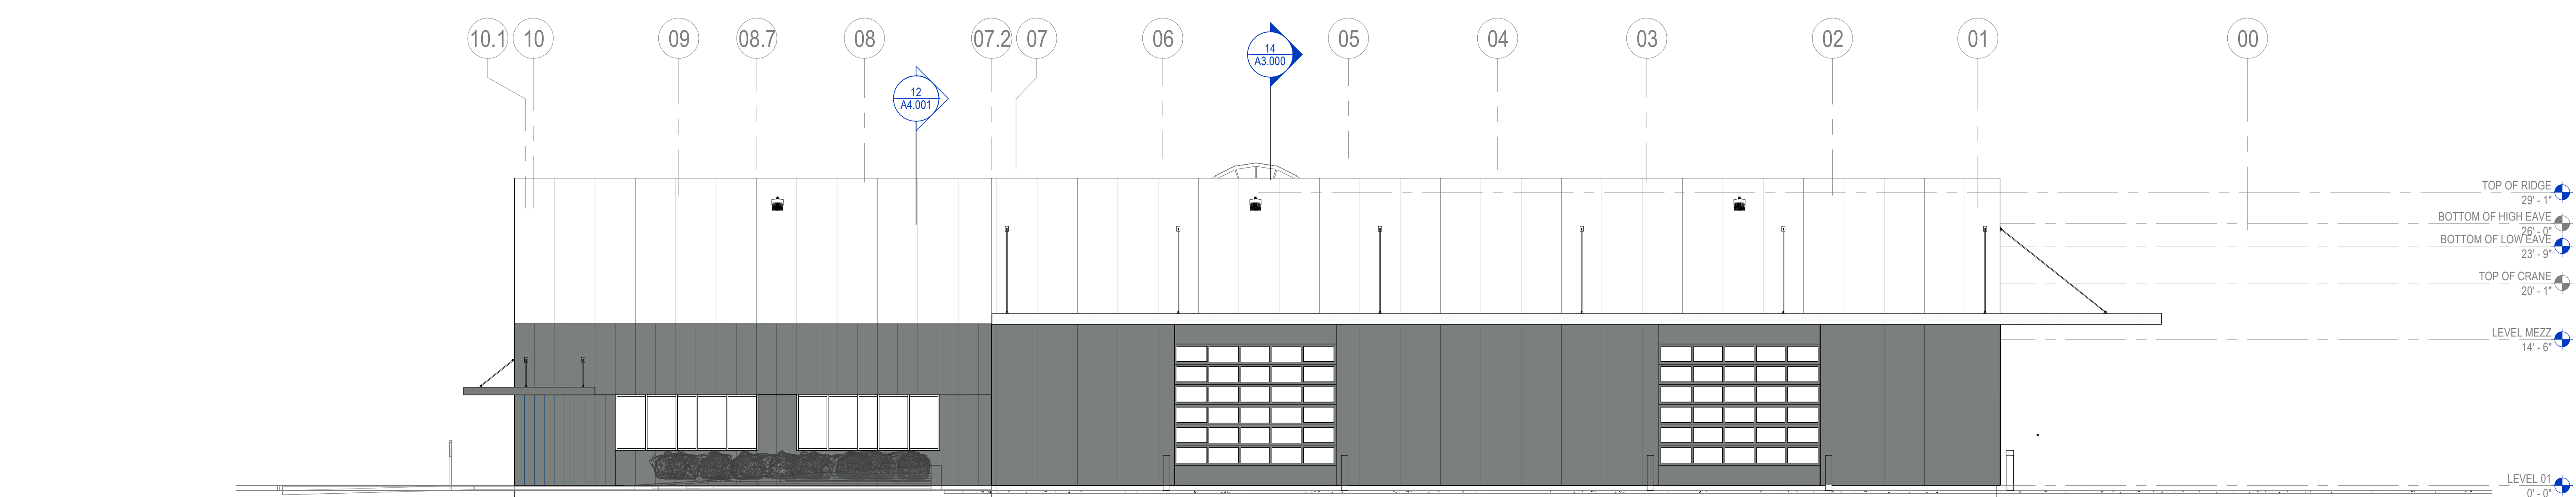 10.1
10
09
08.7
08
07.2
07
06
05
04
03
02
01
00
14
A3.000
12
A4.001
TOP OF RIDGE
29' - 1"
BOTTOM OF HIGH EAVE
26' - 0"
BOTTOM OF LOW EAVE
23' - 9"
TOP OF CRANE
20' - 1"
LEVEL MEZZ
14' - 6"
LEVEL 01
0' - 0"